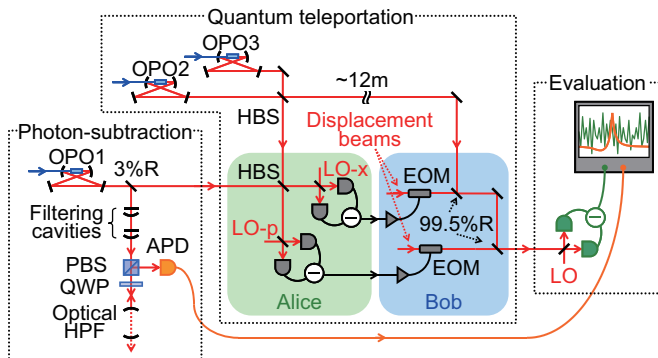 Quantum teleportation
OPO3
OPO2
~12m
HBS
Displacement
beams
Evaluation
Photon-subtraction
OPO1
3%R
HBS
LO-x
EOM
Filtering
cavities
LO-p
99.5%R
APD
PBS
QWP
EOM
LO
Optical
HPF
Alice
Bob